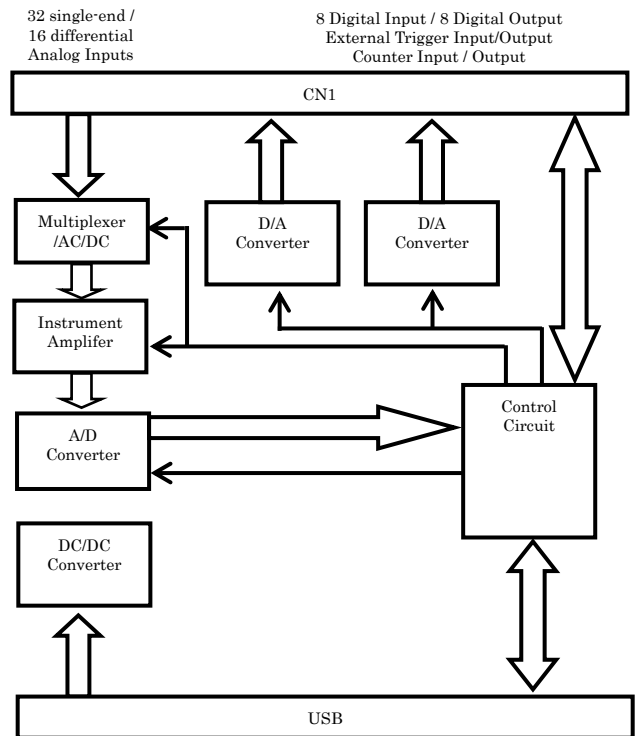 32 single-end /
16 differential
Analog Inputs
8 Digital Input / 8 Digital Output
External Trigger Input/Output
Counter Input / Output
CN1
Multiplexer
/AC/DC
D/A
Converter
D/A
Converter
Instrument
Amplifer
A/D
Converter
Control
Circuit
DC/DC
Converter
USB